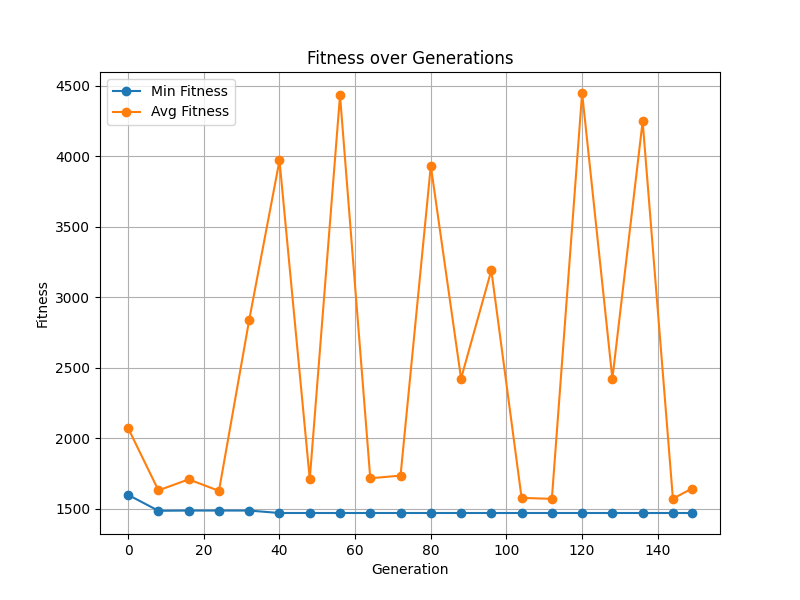 Fitness over Generations
Min Fitness
Avg Fitness
Fitness
4500
4000
3500
3000
2500
2000
1500
0 20 40 60 80 100 120 140
Generation